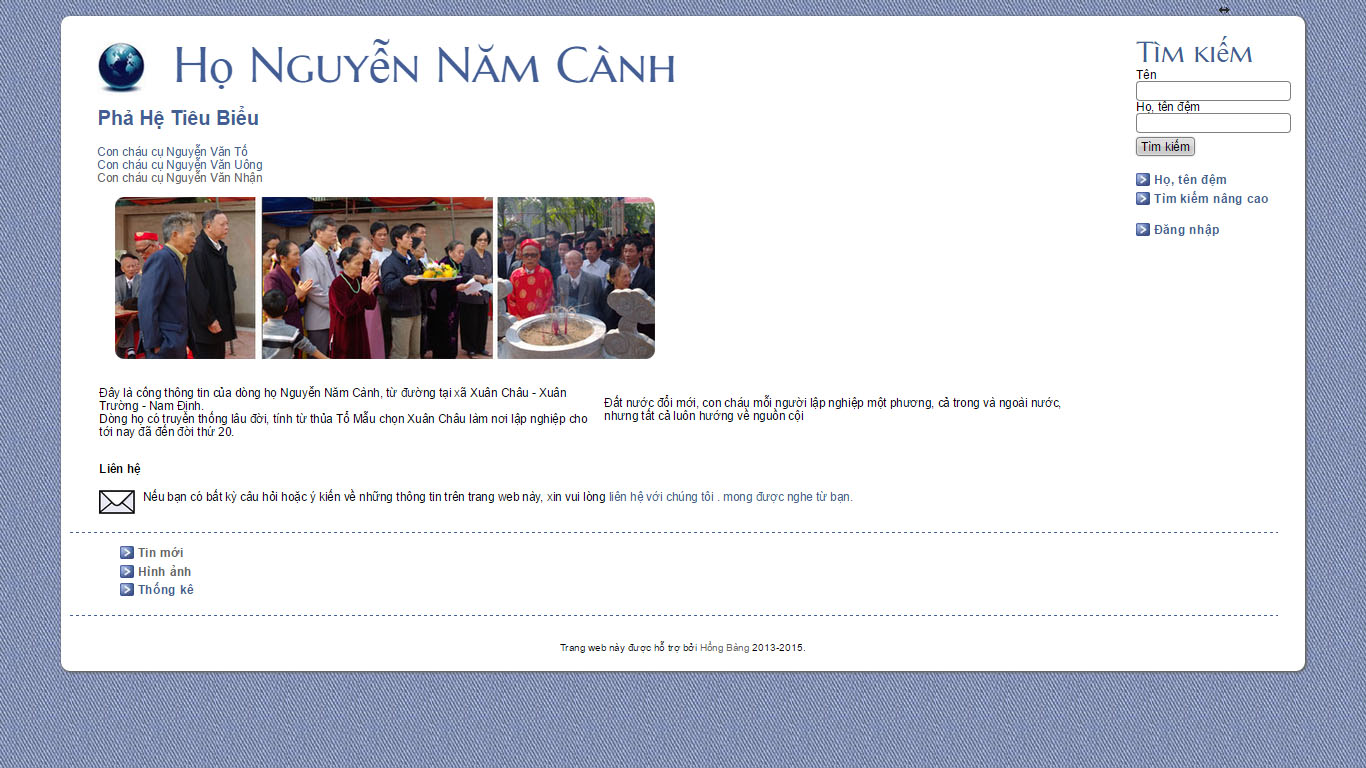 Họ Nguyễn Năm Cành
Phả Hệ Tiêu Biểu
Con cháu cụ Nguyễn Văn Tố
Con cháu cụ Nguyễn Văn Uông
Con cháu cụ Nguyễn Văn Nhận
Đây là cổng thông tin của dòng họ Nguyễn Năm Cành, từ đường tại xã Xuân Châu - Xuân
Trường - Nam Định.
Dòng họ có truyền thống lâu đời, tính từ thủa Tổ Mẫu chọn Xuân Châu làm nơi lập nghiệp cho
tới nay đã đến đời thứ 20.
Đất nước đổi mới, con cháu mỗi người lập nghiệp một phương, cả trong và ngoài nước,
nhưng tất cả luôn hướng về nguồn cội
Liên hệ
Nếu bạn có bất kỳ câu hỏi hoặc ý kiến về những thông tin trên trang web này, xin vui lòng liên hệ với chúng tôi . mong được nghe từ bạn.
Tin mới
Hình ảnh
Thống kê
Trang web này được hỗ trợ bởi Hồng Bàng 2013-2015.
Tìm kiếm
Tên
Họ, tên đệm
Tìm kiếm
Họ, tên đệm
Tìm kiếm nâng cao
Đăng nhập